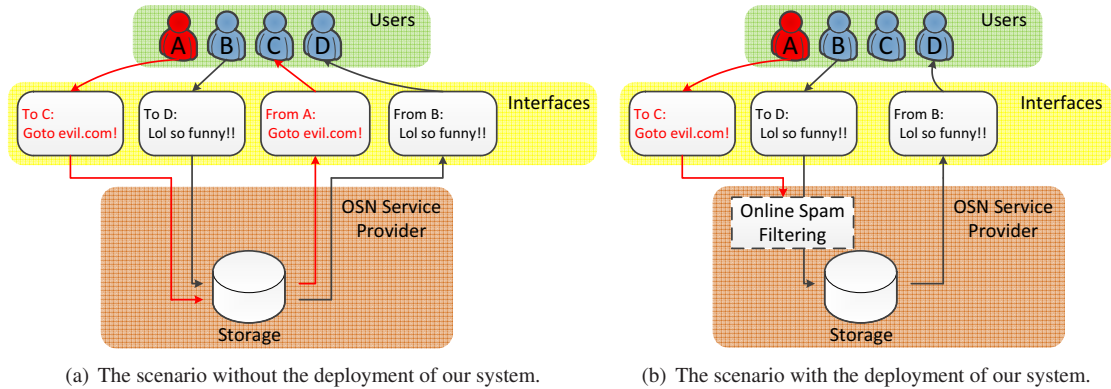 Users
A B C D
Interfaces
To C:
Goto evil.com!
To D:
Lol so funny!!
From A:
Goto evil.com!
From B:
Lol so funny!!
OSN Service
Provider
Storage
(a) The scenario without the deployment of our system.
Users
A B C D
Interfaces
To C:
Goto evil.com!
To D:
Lol so funny!!
From B:
Lol so funny!!
Online Spam
Filtering
OSN Service
Provider
Storage
(b) The scenario with the deployment of our system.